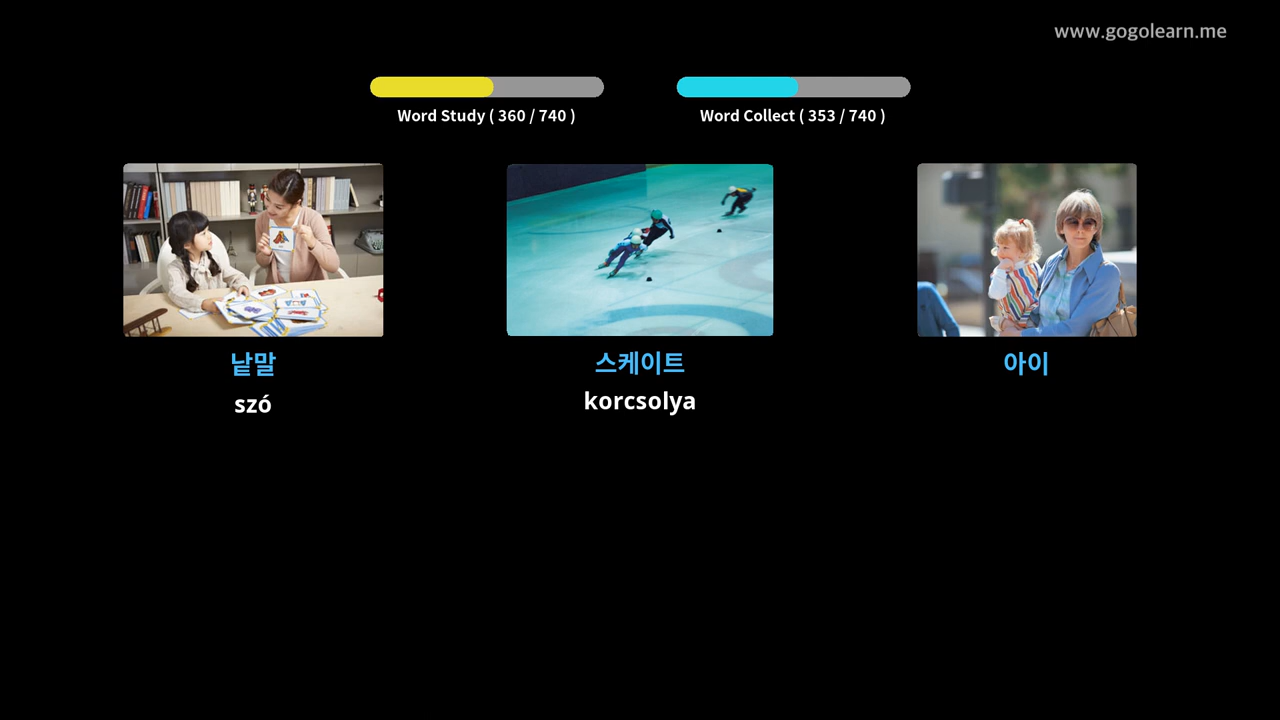 www.gogolearn.me
Word Study ( 360 / 740 )
Word Collect ( 353 / 740 )
낱말
szó
스케이트
korcsolya
아이